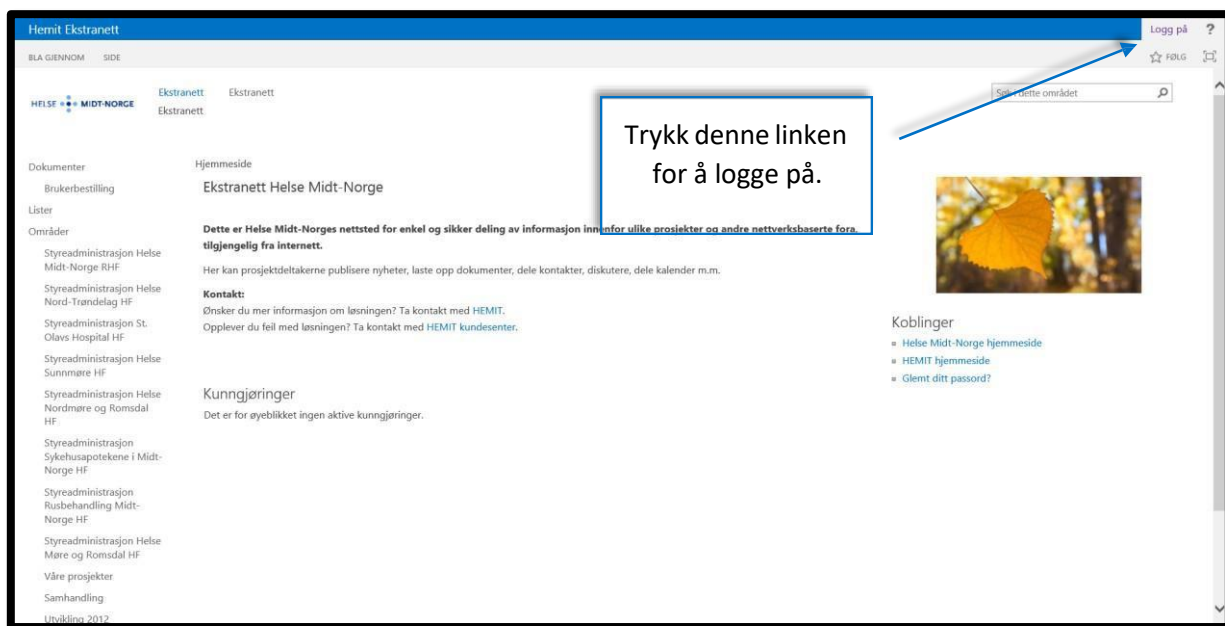 Hemit Ekstranett
Logg på ?
BLA GJENNOM SIDE
FØLG
HELSE MIDT-NORGE
Ekstranett Ekstranett
Ekstranett
Søk i dette området
Trykk denne linken
for å logge på.
Dokumenter
Brukerbestilling
Lister
Områder
Styreadministrasjon Helse
Midt-Norge RHF
Styreadministrasjon Helse
Nord-Trøndelag HF
Styreadministrasjon St.
Olavs Hospital HF
Styreadministrasjon Helse
Sunnmøre HF
Styreadministrasjon Helse
Nordmøre og Romsdal
HF
Styreadministrasjon
Sykehusapotekene i Midt-
Norge HF
Styreadministrasjon
Rusbehandling Midt-
Norge HF
Styreadministrasjon Helse
Møre og Romsdal HF
Våre prosjekter
Samhandling
Utvikling 2012
Hjemmeside
Ekstranett Helse Midt-Norge
Dette er Helse Midt-Norges nettsted for enkel og sikker deling av informasjon innenfor ulike prosjekter og andre nettverksbaserte fora,
tilgjengelig fra internett.
Her kan prosjektdeltakerne publisere nyheter, laste opp dokumenter, dele kontakter, diskutere, dele kalender m.m.
Kontakt:
Ønsker du mer informasjon om løsningen? Ta kontakt med HEMIT.
Opplever du feil med løsningen? Ta kontakt med HEMIT kundesenter.
Kunngjøringer
Det er for øyeblikket ingen aktive kunngjøringer.
Koblinger
Helse Midt-Norge hjemmeside
HEMIT hjemmeside
Glemt ditt passord?